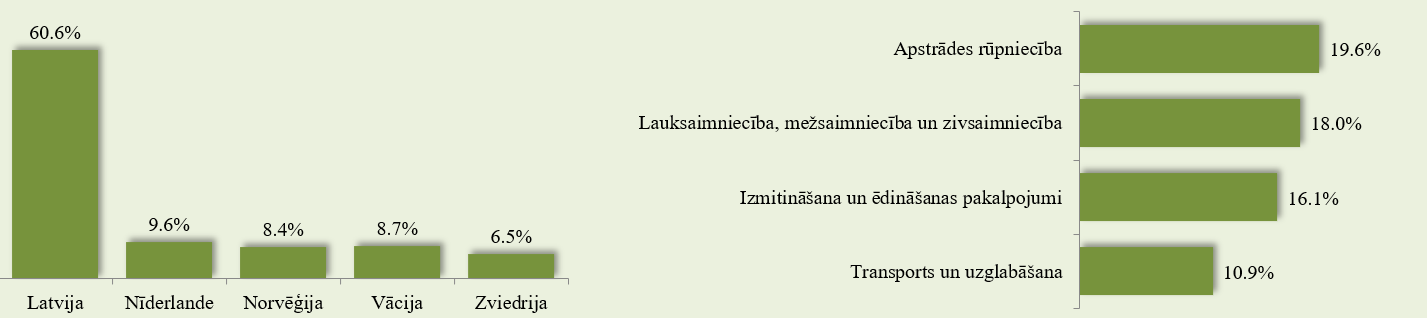 60.6%
9.6%
8.4%
8.7%
6.5%
Latvija
Nīderlande
Norvēģija
Vācija
Zviedrija
Apstrādes rūpniecība
19.6%
Lauksaimniecība, mežsaimniecība un zivsaimniecība
18.0%
Izmitināšana un ēdināšanas pakalpojumi
16.1%
Transports un uzglabāšana
10.9%